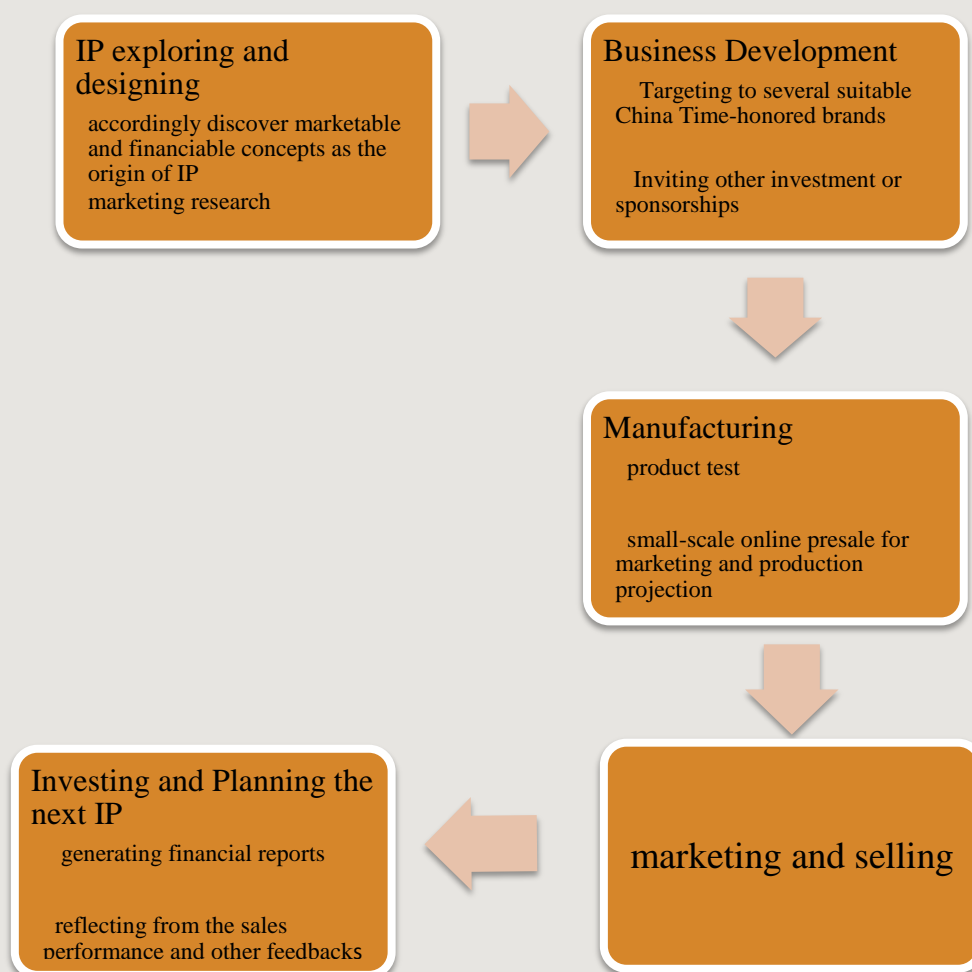 IP exploring and
designing
accordingly discover marketable
and financiable concepts as the
origin of IP
marketing research
Business Development
Targeting to several suitable
China Time-honored brands
Inviting other investment or
sponsorships
Manufacturing
product test
small-scale online presale for
marketing and production
projection
marketing and selling
Investing and Planning the
next IP
generating financial reports
reflecting from the sales
performance and other feedbacks